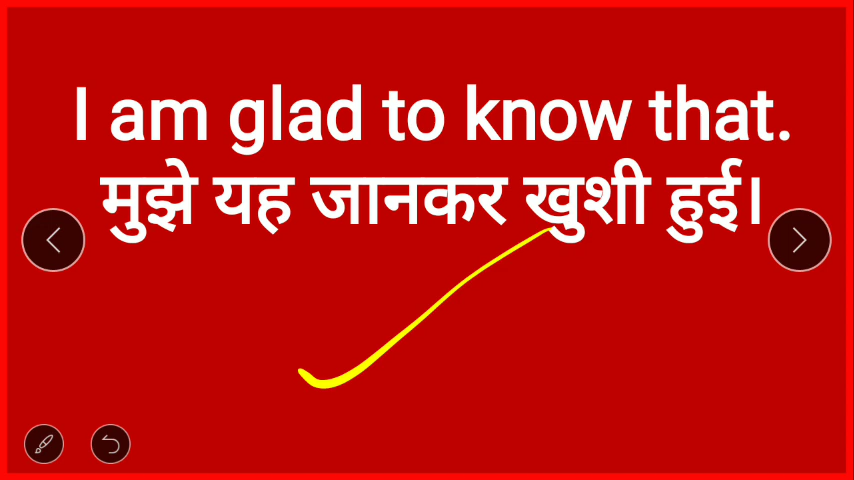 I am glad to know that.
मुझे यह जानकर खुशी हुई।